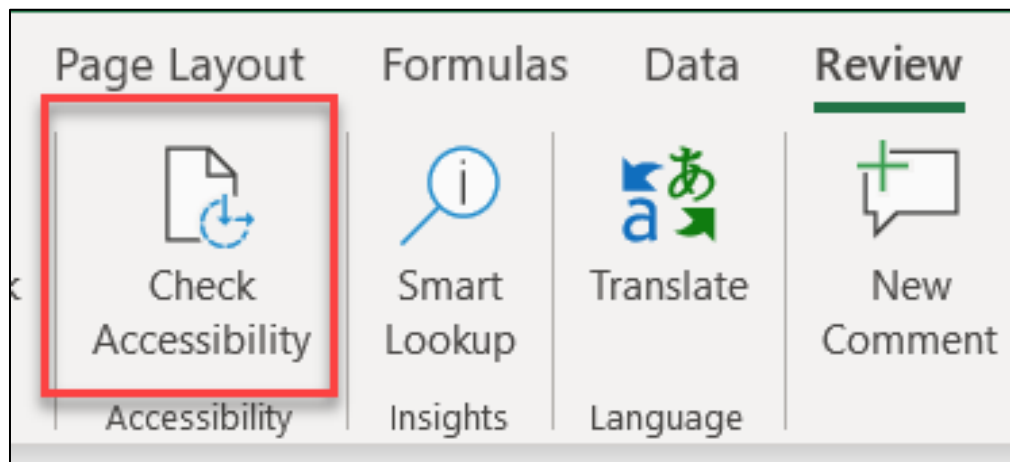 Page Layout Formulas Data Review
Check Accessibility
Smart Lookup
Translate
New Comment
Accessibility Insights Language